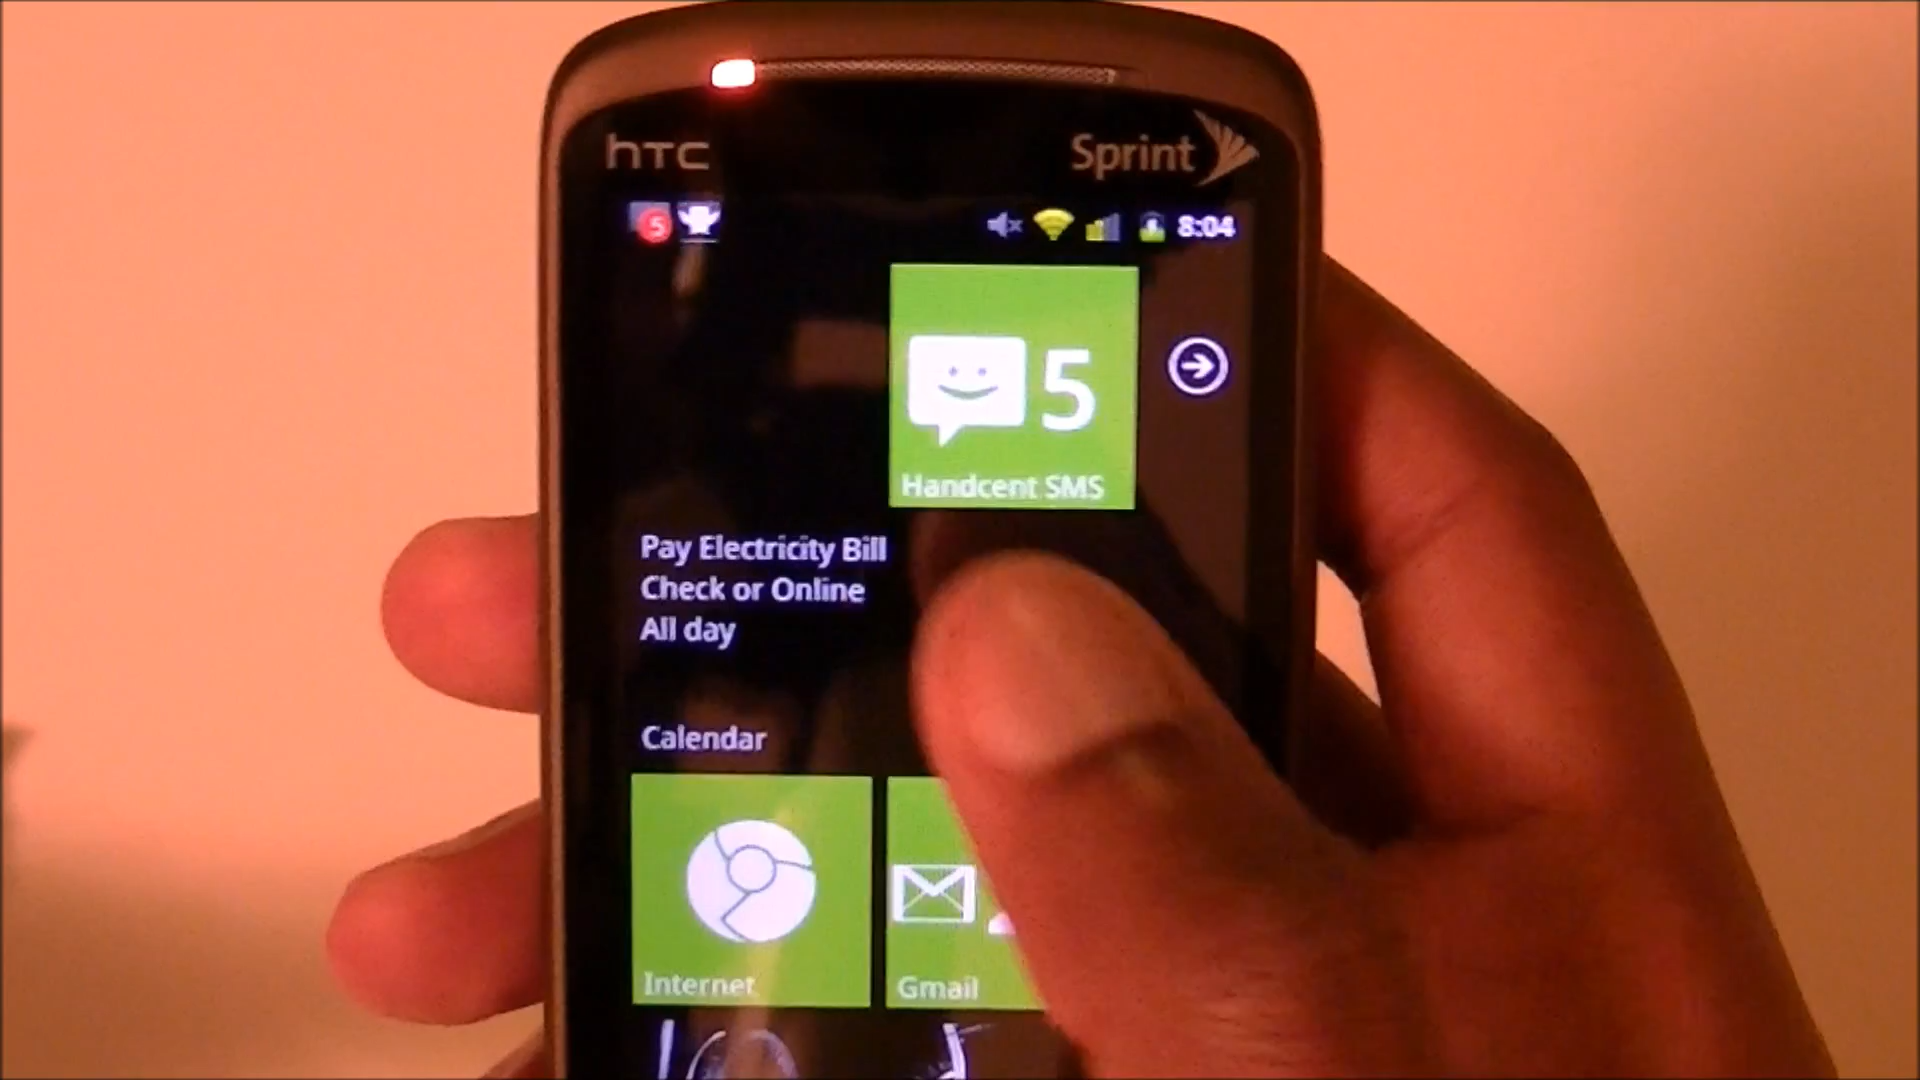 hTC
Sprint
5
8:04
5
Handcent SMS
Pay Electricity Bill
Check or Online
All day
Calendar
Internet
Gmail